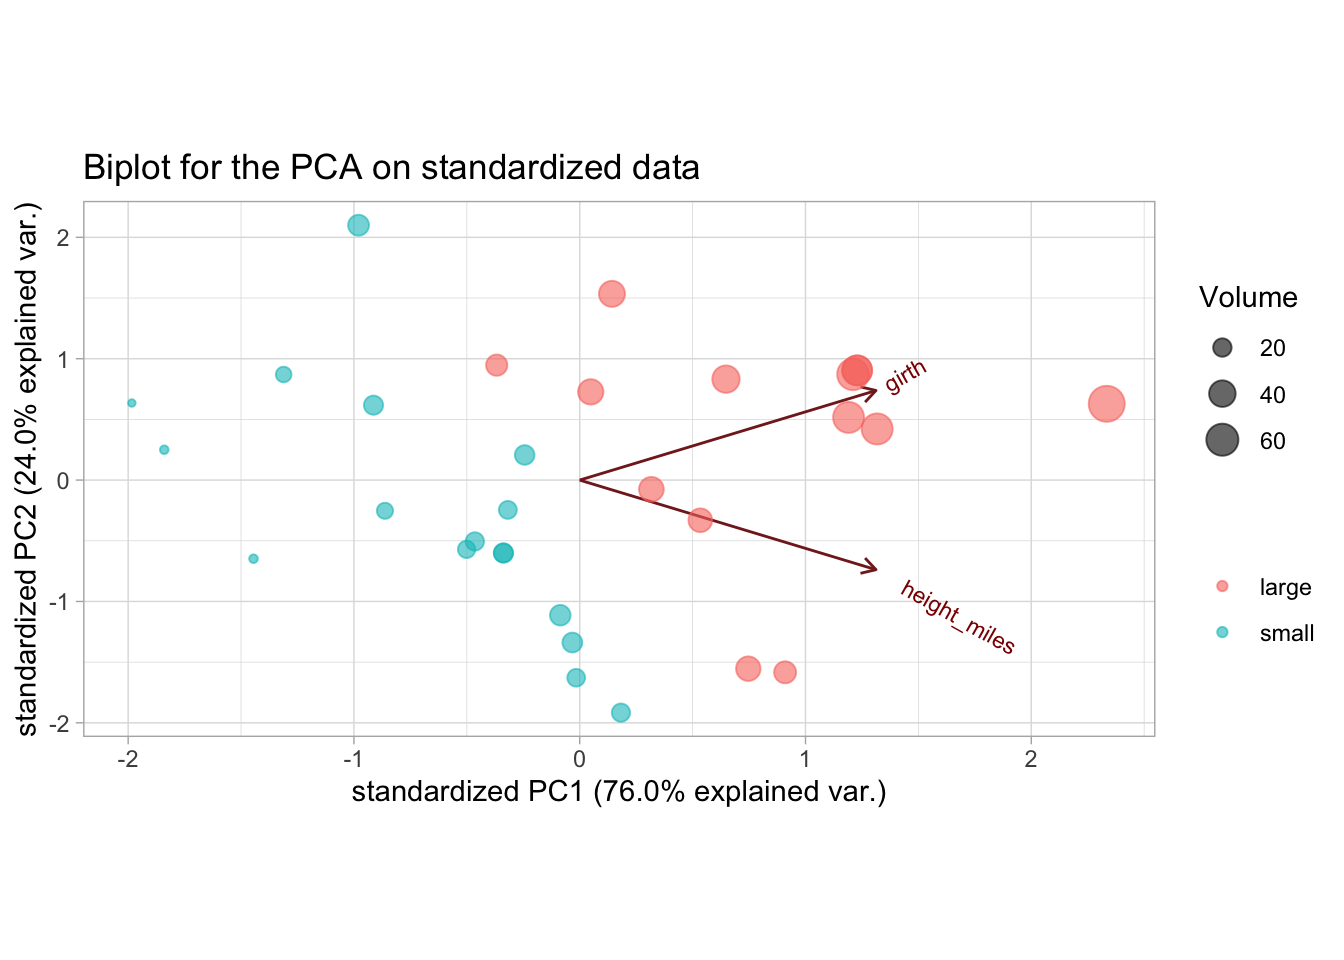 Biplot for the PCA on standardized data
standardized PC2 (24.0% explained var.)
2
1
0
-1
-2
girth
height_miles
-2
-1
0
1
2
standardized PC1 (76.0% explained var.)
Volume
20
40
60
large
small